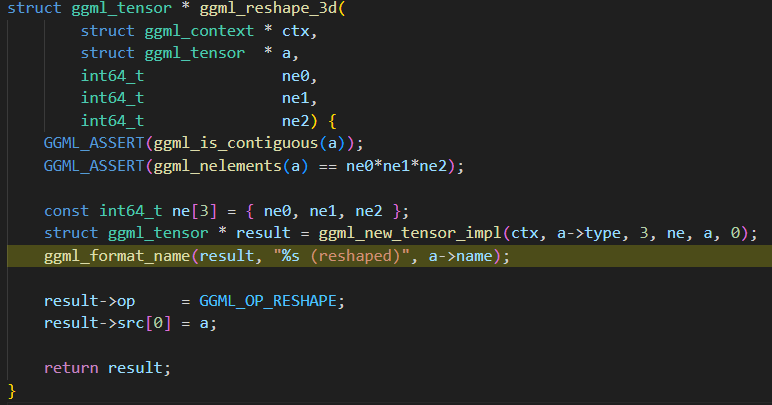 struct ggml_tensor * ggml_reshape_3d(
        struct ggml_context * ctx,
        struct ggml_tensor  * a,
        int64_t               ne0,
        int64_t               ne1,
        int64_t               ne2) {
    GGML_ASSERT(ggml_is_contiguous(a));
    GGML_ASSERT(ggml_nelements(a) == ne0*ne1*ne2);

    const int64_t ne[3] = { ne0, ne1, ne2 };
    struct ggml_tensor * result = ggml_new_tensor_impl(ctx, a->type, 3, ne, a, 0);
    ggml_format_name(result, "%s (reshaped)", a->name);

    result->op     = GGML_OP_RESHAPE;
    result->src[0] = a;

    return result;
}